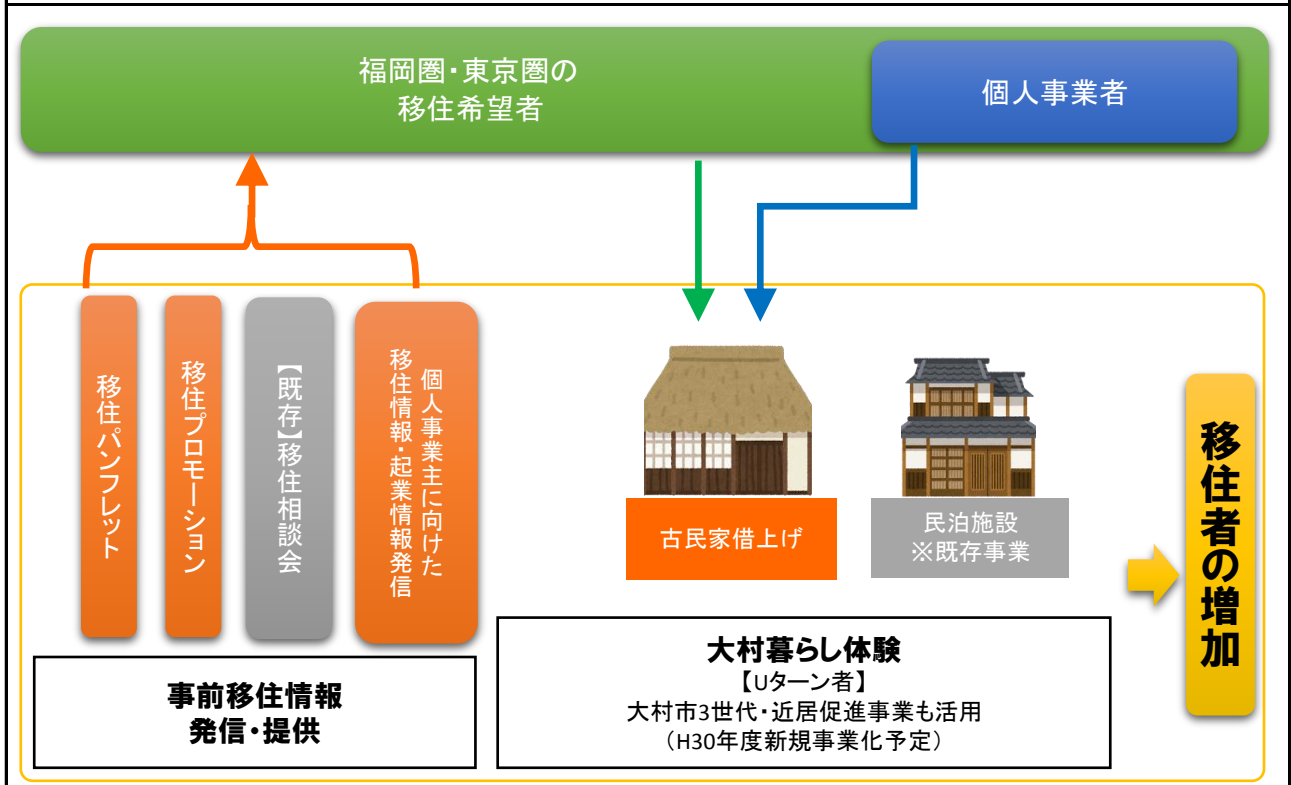 福岡圏・東京圏の
移住希望者
個人事業者
移住パンフレット
移住プロモーション
【既存】移住相談会
個人事業主に向けた
移住情報・起業情報発信
古民家借上げ
民泊施設
※既存事業
移住者の増加
事前移住情報
発信・提供
大村暮らし体験
【Uターン者】
大村市3世代・近居促進事業も活用
（H30年度新規事業化予定）